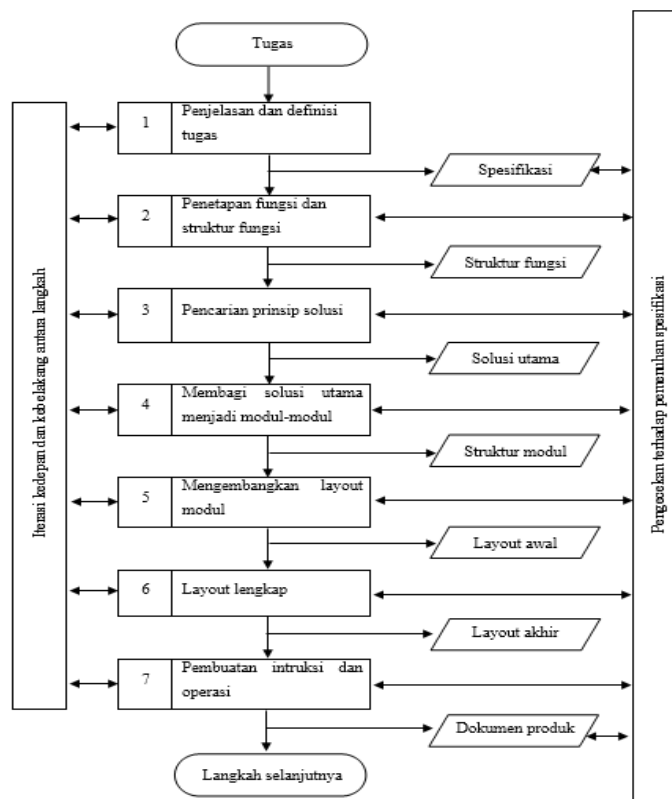 Tugas
1
Penjelasan dan definisi
tugas
Spesifikasi
2
Penetapan fungsi dan
struktur fungsi
Struktur fungsi
3
Pencarian prinsip solusi
Solusi utama
4
Membagi solusi utama
menjadi modul-modul
Struktur modul
5
Mengembangkan layout
modul
Layout awal
6
Layout lengkap
Layout akhir
7
Pembuatan intruksi dan
operasi
Dokumen produk
Langkah selanjutnya
Iterasi kedepan dan kebelakang antara langkah
Pengecekan terhadap pemenuhan spesifikasi